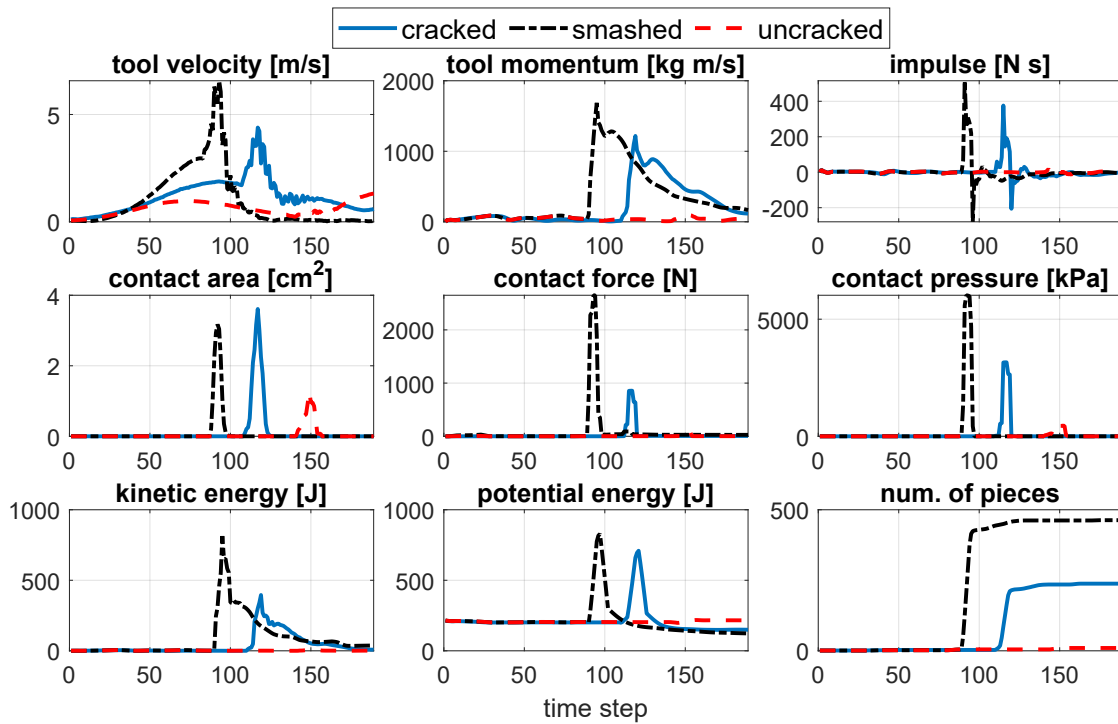 cracked smashed uncracked
tool velocity [m/s] tool momentum [kg m/s] impulse [N s]
5
0
0 50 100 150
2000
1000
0
0 50 100 150
400
200
0
-200
0 50 100 150
contact area [cm²] contact force [N] contact pressure [kPa]
4
2
0
0 50 100 150
2000
1000
0
0 50 100 150
5000
0
0 50 100 150
kinetic energy [J] potential energy [J] num. of pieces
1000
500
0
0 50 100 150
1000
500
0
0 50 100 150
500
0
0 50 100 150
time step